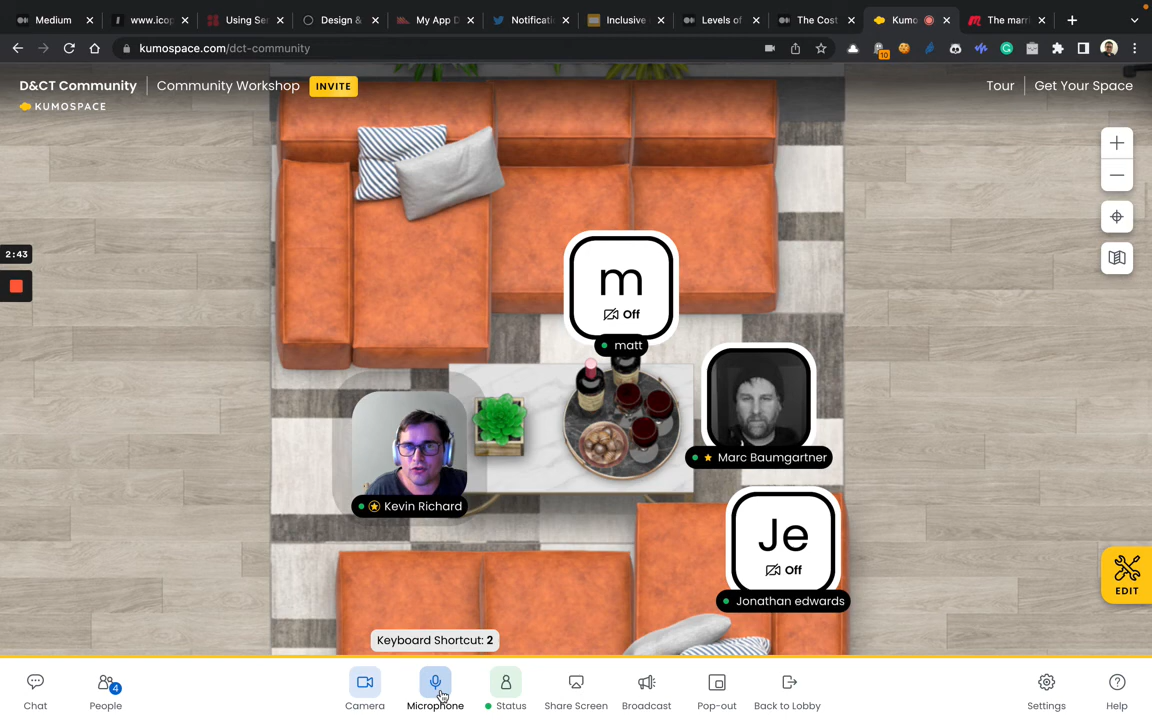 Medium
www.icop
Using Se
Design &
My App D
Notificati
Inclusive
Levels of
The Cost
Kumo
The marri
kumospace.com/dct-community
10
D&CT Community
Community Workshop
INVITE
Tour
Get Your Space
KUMOSPACE
2:43
m
Off
matt
Marc Baumgartner
Kevin Richard
Je
Off
Jonathan edwards
EDIT
Keyboard Shortcut: 2
4
Chat
People
Camera
Microphone
Status
Share Screen
Broadcast
Pop-out
Back to Lobby
Settings
Help